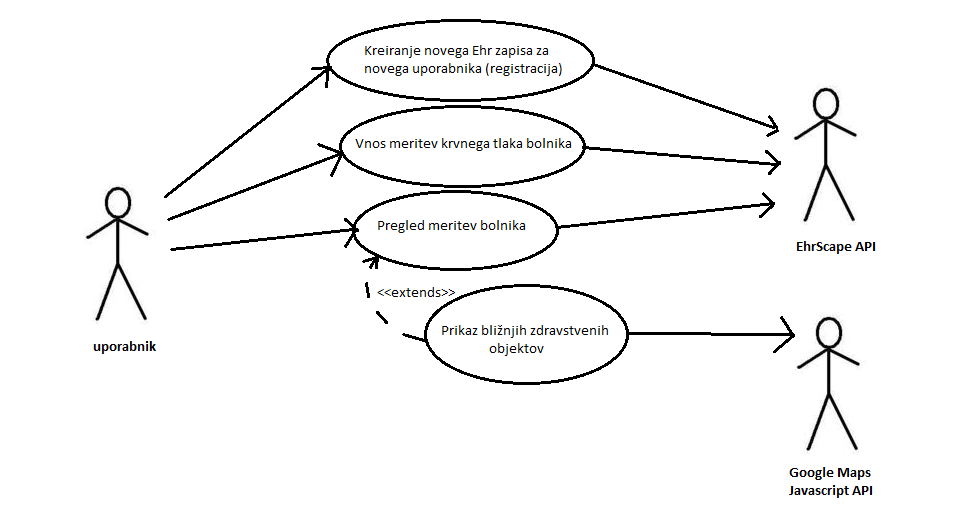 Kreiranje novega Ehr zapisa za
novega uporabnika (registracija)
Vnos meritev krvnega tlaka bolnika
Pregled meritev bolnika
EhrScape API
<<extends>>
Prikaz bližnjih zdravstvenih
objektov
uporabnik
Google Maps
Javascript API